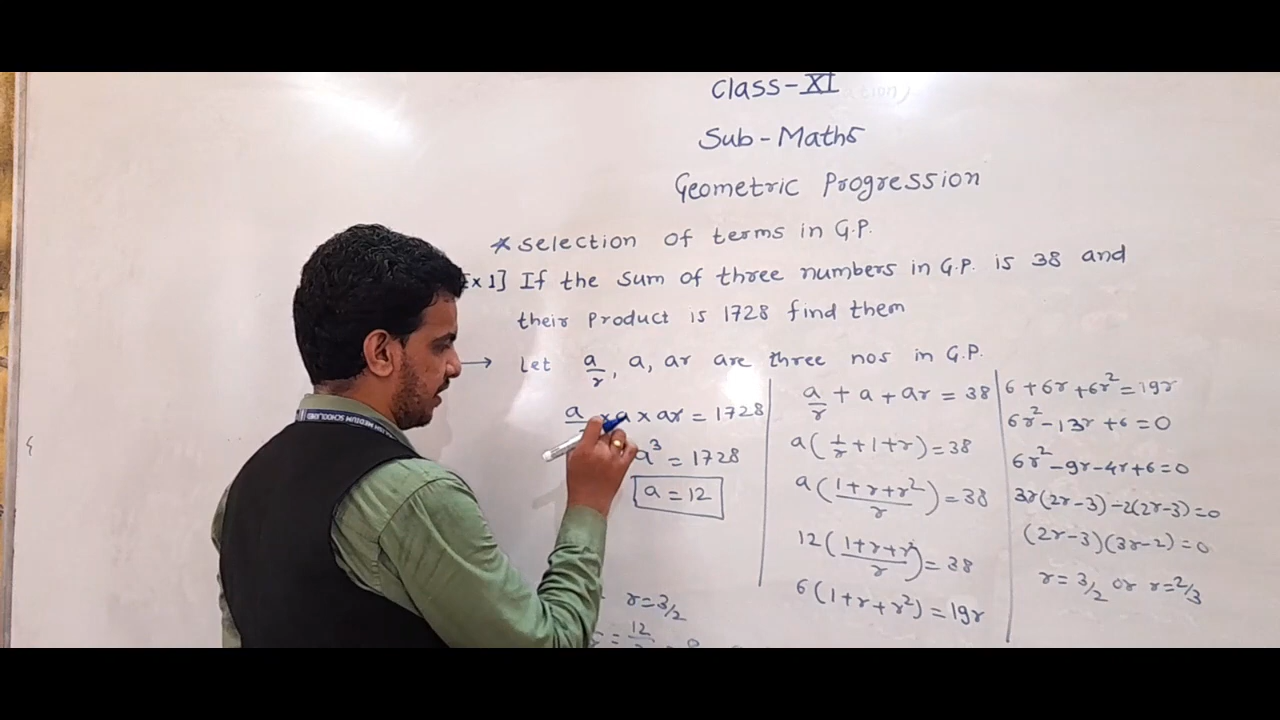 Class-XI
Sub-Maths
Geometric Progression
* selection of terms in G.P.
Ex 1] If the sum of three numbers in G.P. is 38 and
their Product is 1728 find them
→ Let a/r, a, ar are three nos in G.P.
a/r × a × ar = 1728
a³ = 1728
a = 12
r = 3/2
= 12/
a/r + a + ar = 38
a(1/r + 1 + r) = 38
a((1+r+r²)/r) = 38
12((1+r+r²)/r) = 38
6(1+r+r²) = 19r
6+6r+6r² = 19r
6r²-13r+6=0
6r²-9r-4r+6=0
3r(2r-3)-2(2r-3)=0
(2r-3)(3r-2)=0
r=3/2 or r=2/3
MEDIUM SCHOOL